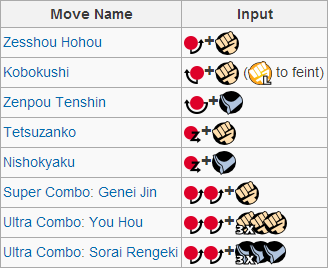 Move Name Input
Zesshou Hohou +
Kobokushi + (L to feint)
Zenpou Tenshin +
Tetsuzanko Z+
Nishokyaku Z+
Super Combo: Genei Jin +
Ultra Combo: You Hou + 3X
Ultra Combo: Sorai Rengeki + 3X